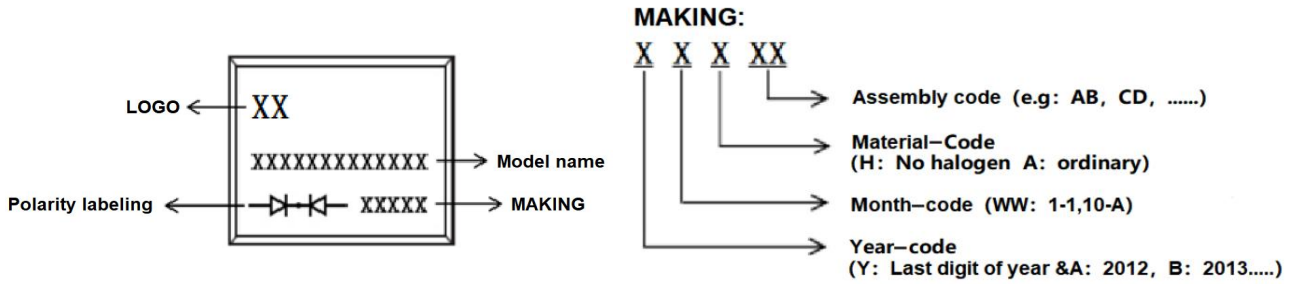 LOGO
XX
XXXXXXXXXXXXX
Model name
Polarity labeling
XXXXX
MAKING
MAKING:
X X X XX
Assembly code (e.g: AB, CD, ......)
Material-Code
(H: No halogen A: ordinary)
Month-code (WW: 1-1,10-A)
Year-code
(Y: Last digit of year &A: 2012, B: 2013.....)